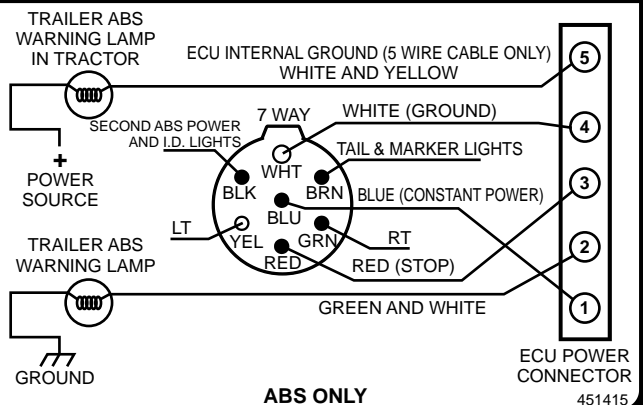 TRAILER ABS
WARNING LAMP
IN TRACTOR
ECU INTERNAL GROUND (5 WIRE CABLE ONLY)
WHITE AND YELLOW
5
+
POWER
SOURCE
7 WAY
WHITE (GROUND)
4
SECOND ABS POWER
AND I.D. LIGHTS
WHT
TAIL & MARKER LIGHTS
BLK
BRN
BLUE (CONSTANT POWER)
3
BLU
LT
YEL
GRN
RT
RED
RED (STOP)
2
TRAILER ABS
WARNING LAMP
GREEN AND WHITE
1
GROUND
ECU POWER
CONNECTOR
ABS ONLY
451415